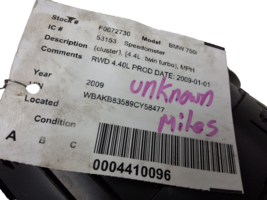 Stock # F0072730 Model BMW 750
IC # 53153 Speedometer
Description (cluster), (4.4L, twin turbo), MPH
Comments RWD 4.40L PROD DATE: 2009-01-01
Year 2009
Located WBAKB83589CY58477
Condition
unknown
Miles
A B C
0004410096